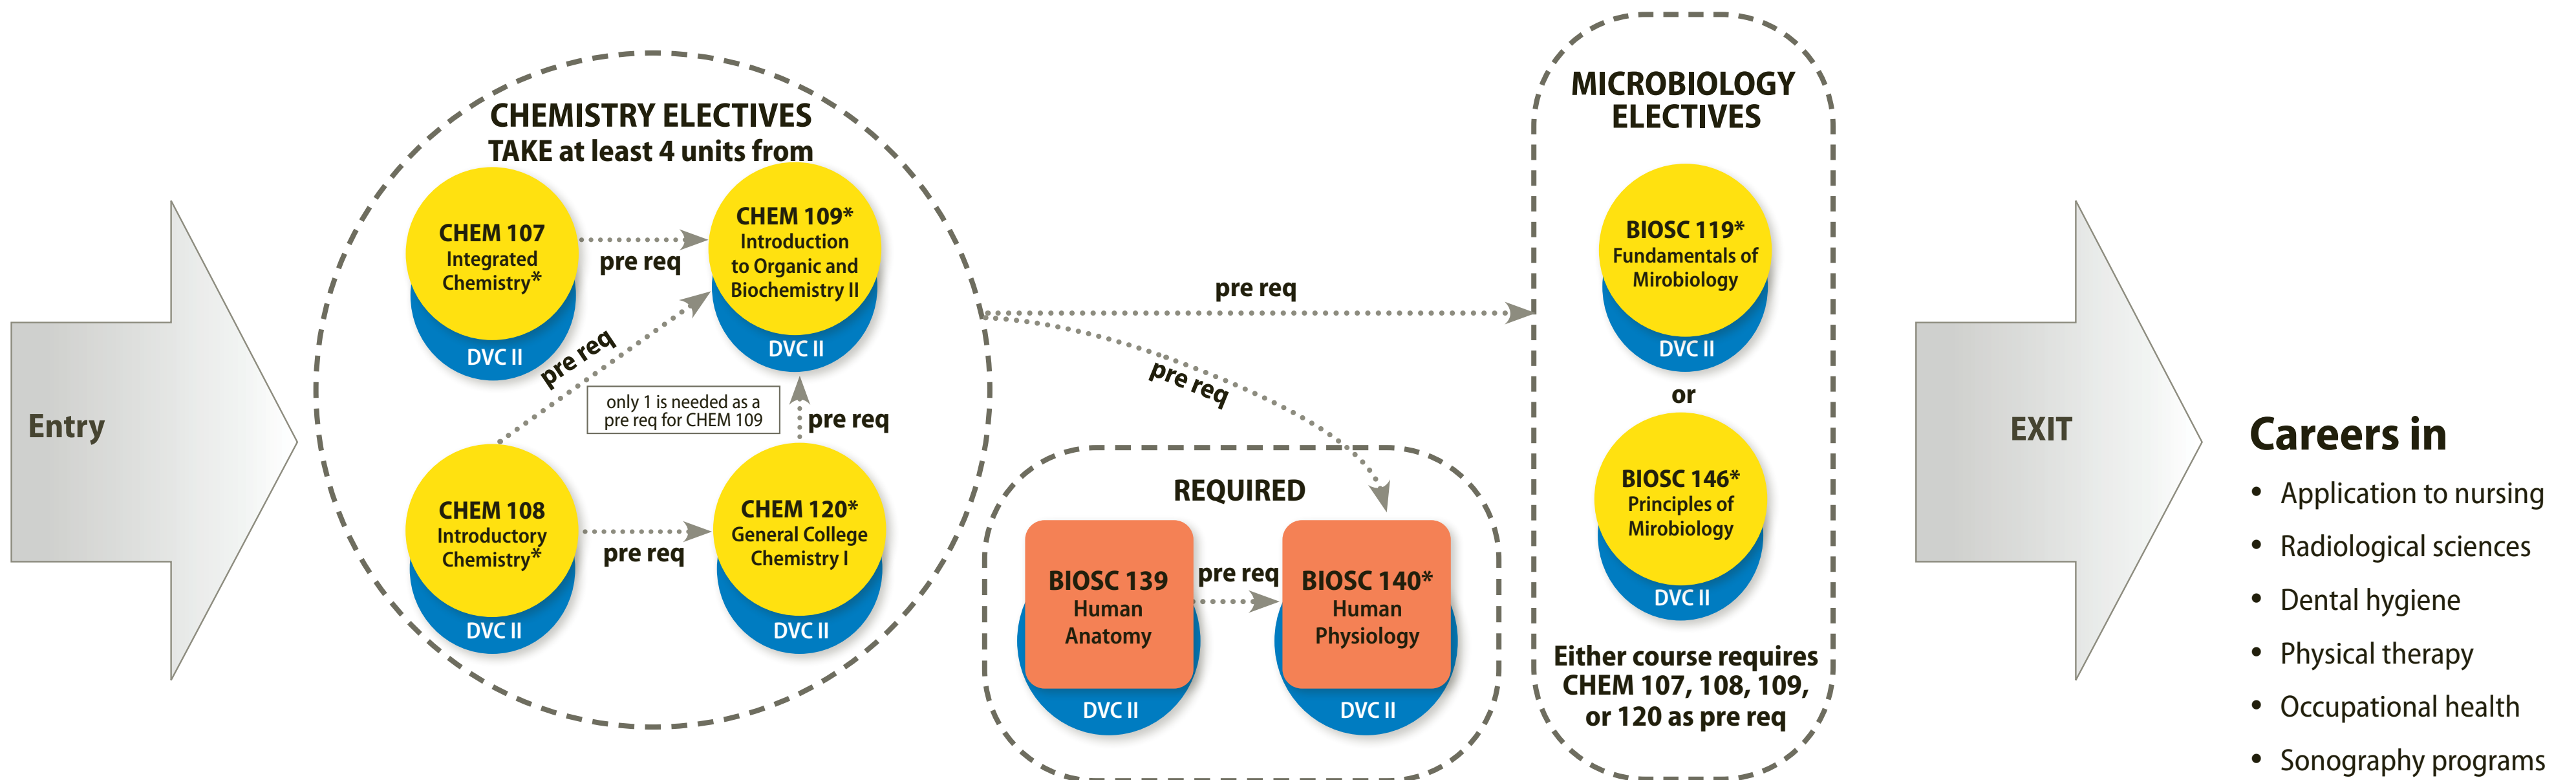 Entry
CHEMISTRY ELECTIVES
TAKE at least 4 units from
CHEM 107
Integrated
Chemistry*
DVC II
pre req
CHEM 109*
Introduction
to Organic and
Biochemistry II
DVC II
pre req
only 1 is needed as a
pre req for CHEM 109
pre req
CHEM 108
Introductory
Chemistry*
DVC II
pre req
CHEM 120*
General College
Chemistry I
DVC II
pre req
pre req
REQUIRED
BIOSC 139
Human
Anatomy
DVC II
pre req
BIOSC 140*
Human
Physiology
DVC II
MICROBIOLOGY
ELECTIVES
BIOSC 119*
Fundamentals of
Mirobiology
DVC II
or
BIOSC 146*
Principles of
Mirobiology
DVC II
Either course requires
CHEM 107, 108, 109,
or 120 as pre req
EXIT
Careers in
• Application to nursing
• Radiological sciences
• Dental hygiene
• Physical therapy
• Occupational health
• Sonography programs